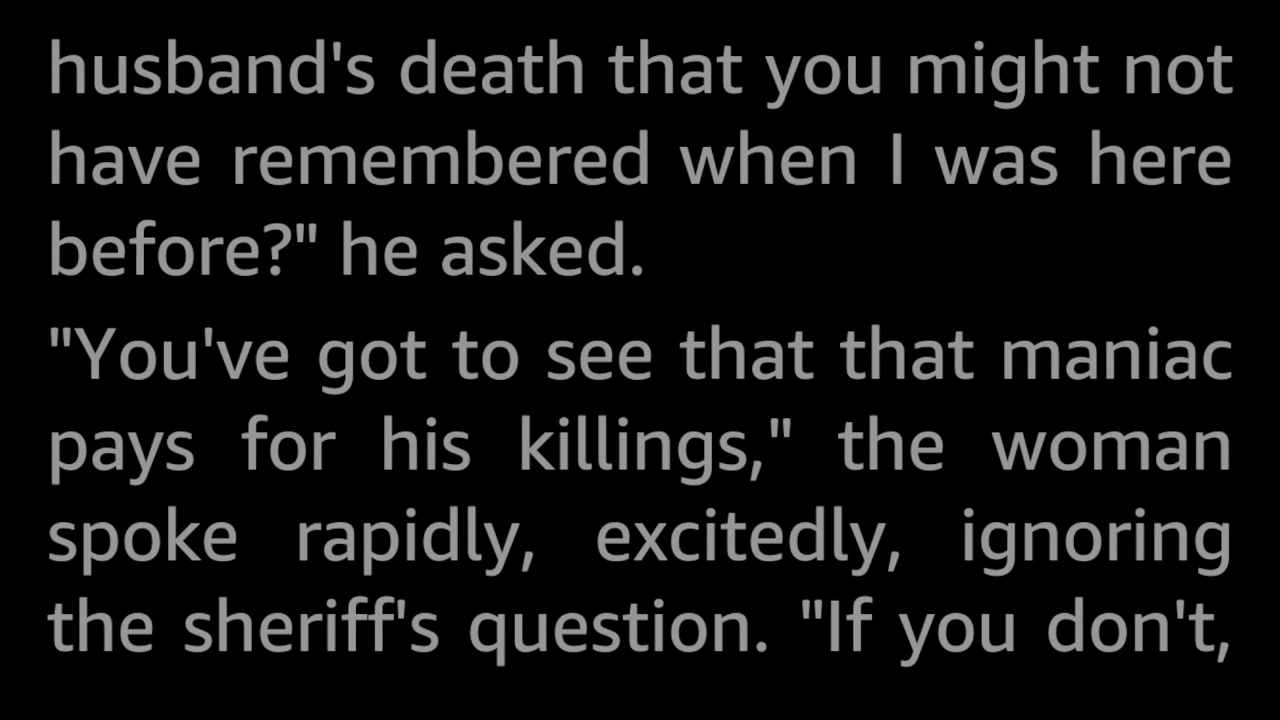 husband's death that you might not
have remembered when I was here
before?" he asked.
"You've got to see that that maniac
pays for his killings," the woman
spoke rapidly, excitedly, ignoring
the sheriff's question. "If you don't,